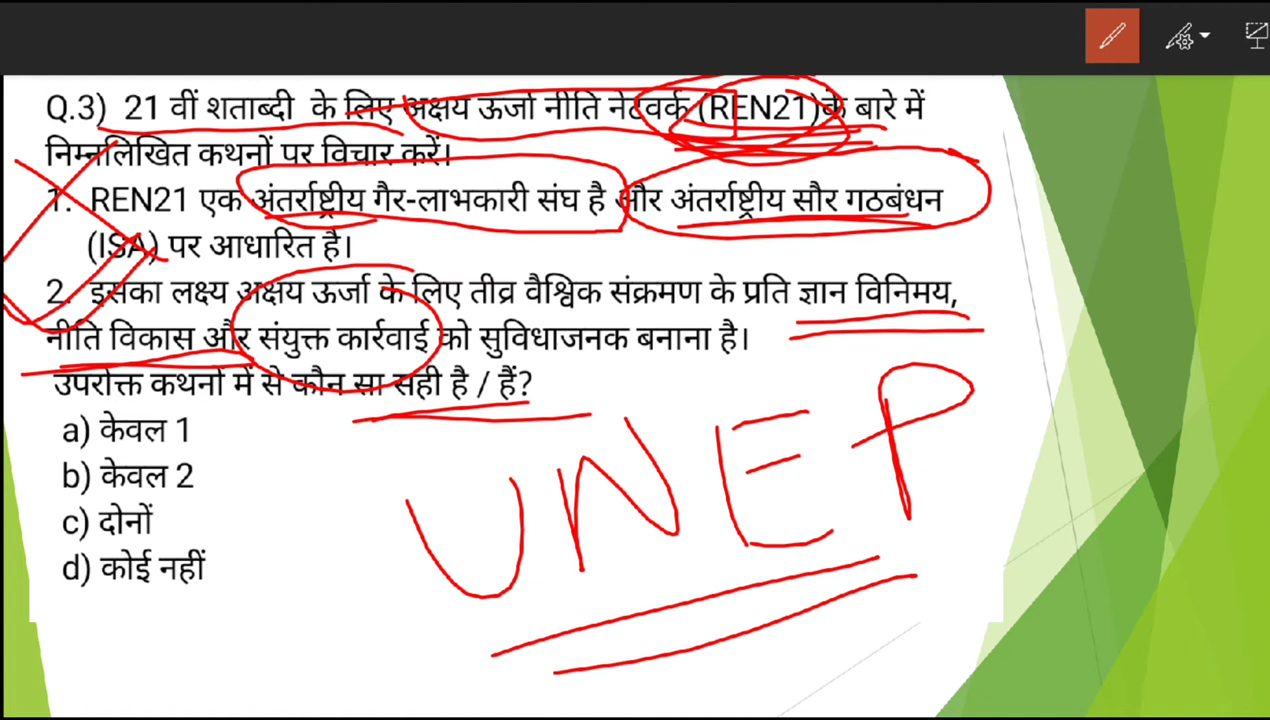 Q.3) 21 वीं शताब्दी के लिए अक्षय ऊर्जा नीति नेटवर्क (REN21)के बारे में
निम्नलिखित कथनों पर विचार करें।
1. REN21 एक अंतर्राष्ट्रीय गैर-लाभकारी संघ है और अंतर्राष्ट्रीय सौर गठबंधन
(ISA) पर आधारित है।
2. इसका लक्ष्य अक्षय ऊर्जा के लिए तीव्र वैश्विक संक्रमण के प्रति ज्ञान विनिमय,
नीति विकास और संयुक्त कार्रवाई को सुविधाजनक बनाना है।
उपरोक्त कथनों में से कौन सा सही है / हैं?
a) केवल 1
b) केवल 2
c) दोनों
d) कोई नहीं
UNEP